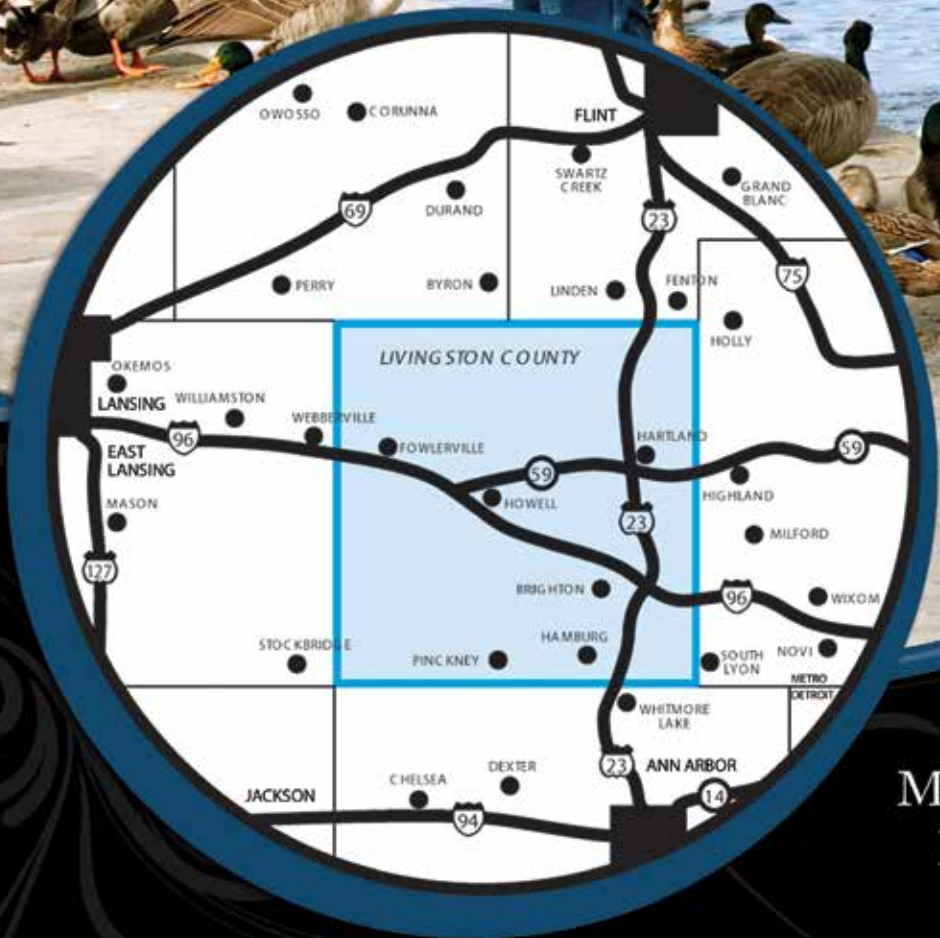 OWOSSO
CORUNNA
FLINT
SWARTZ
CREEK
GRAND
BLANC
69
DURAND
23
75
PERRY
BYRON
LINDEN
FENTON
HOLLY
LIVINGSTON COUNTY
OKEMOS
LANSING
WILLIAMSTON
WEBBERVILLE
96
EAST
LANSING
FOWLERVILLE
HARTLAND
59
59
HIGHLAND
HOWELL
MASON
23
MILFORD
127
BRIGHTON
96
WIXOM
HAMBURG
STOCKBRIDGE
PINCKNEY
SOUTH
LYON
NOVI
METRO
DETROIT
WHITMORE
LAKE
23
ANN ARBOR
DEXTER
CHELSEA
JACKSON
14
94
M